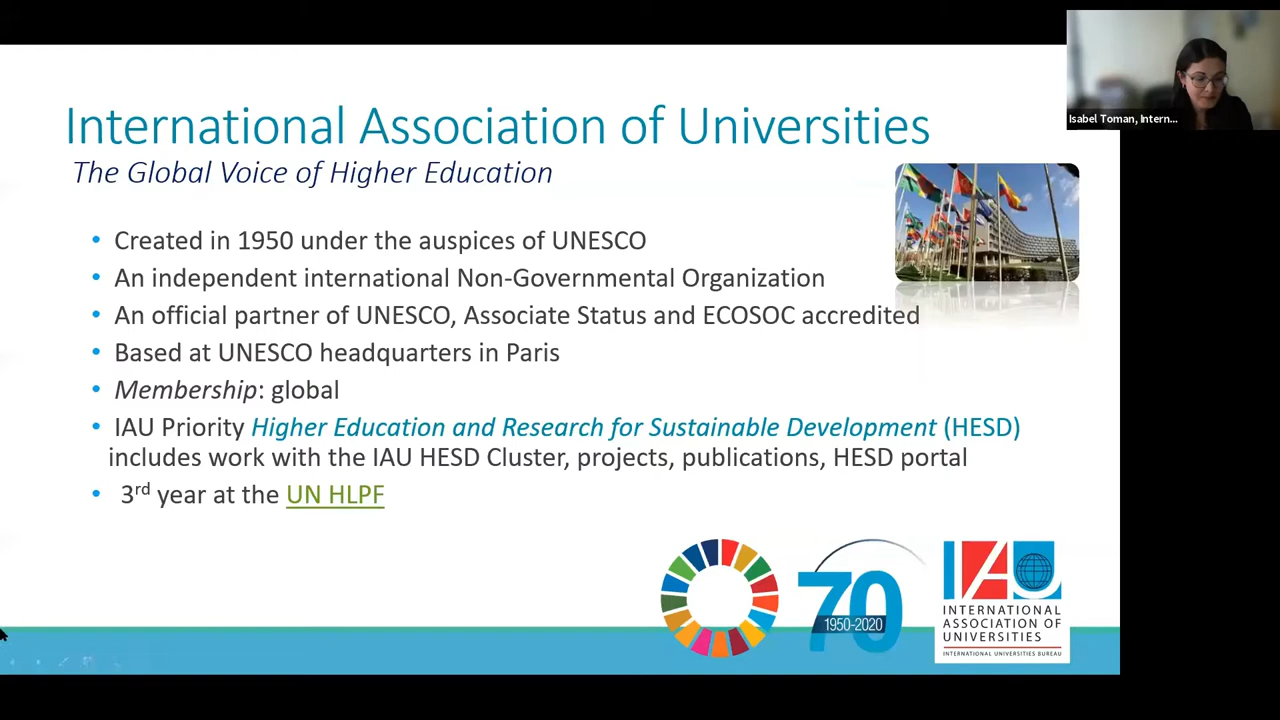 Isabel Toman, Intern...
International Association of Universities
The Global Voice of Higher Education
• Created in 1950 under the auspices of UNESCO
• An independent international Non-Governmental Organization
• An official partner of UNESCO, Associate Status and ECOSOC accredited
• Based at UNESCO headquarters in Paris
• Membership: global
• IAU Priority Higher Education and Research for Sustainable Development (HESD)
includes work with the IAU HESD Cluster, projects, publications, HESD portal
• 3rd year at the UN HLPF
70
1950-2020
IAU
INTERNATIONAL
ASSOCIATION OF
UNIVERSITIES
INTERNATIONAL UNIVERSITIES BUREAU